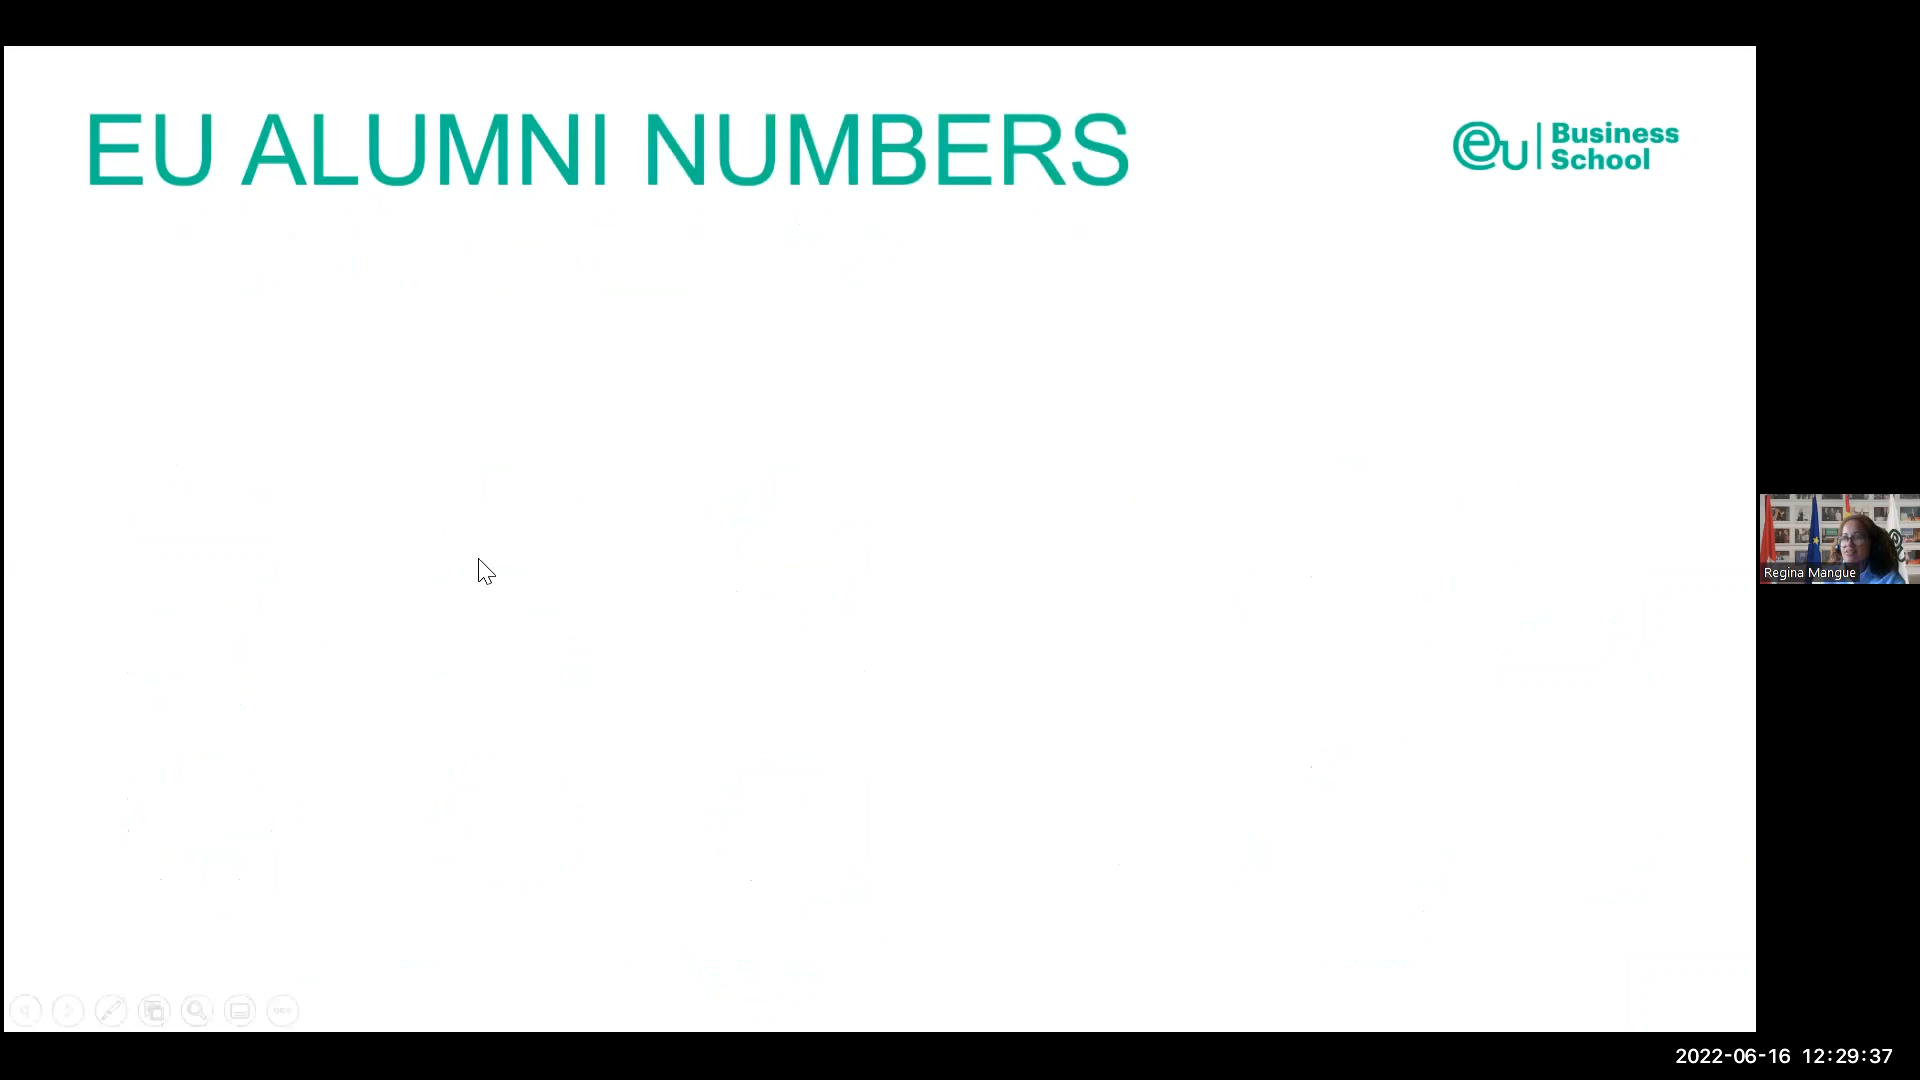 EU ALUMNI NUMBERS
eu Business
School
Regina Mangue
2022-06-16 12:29:37